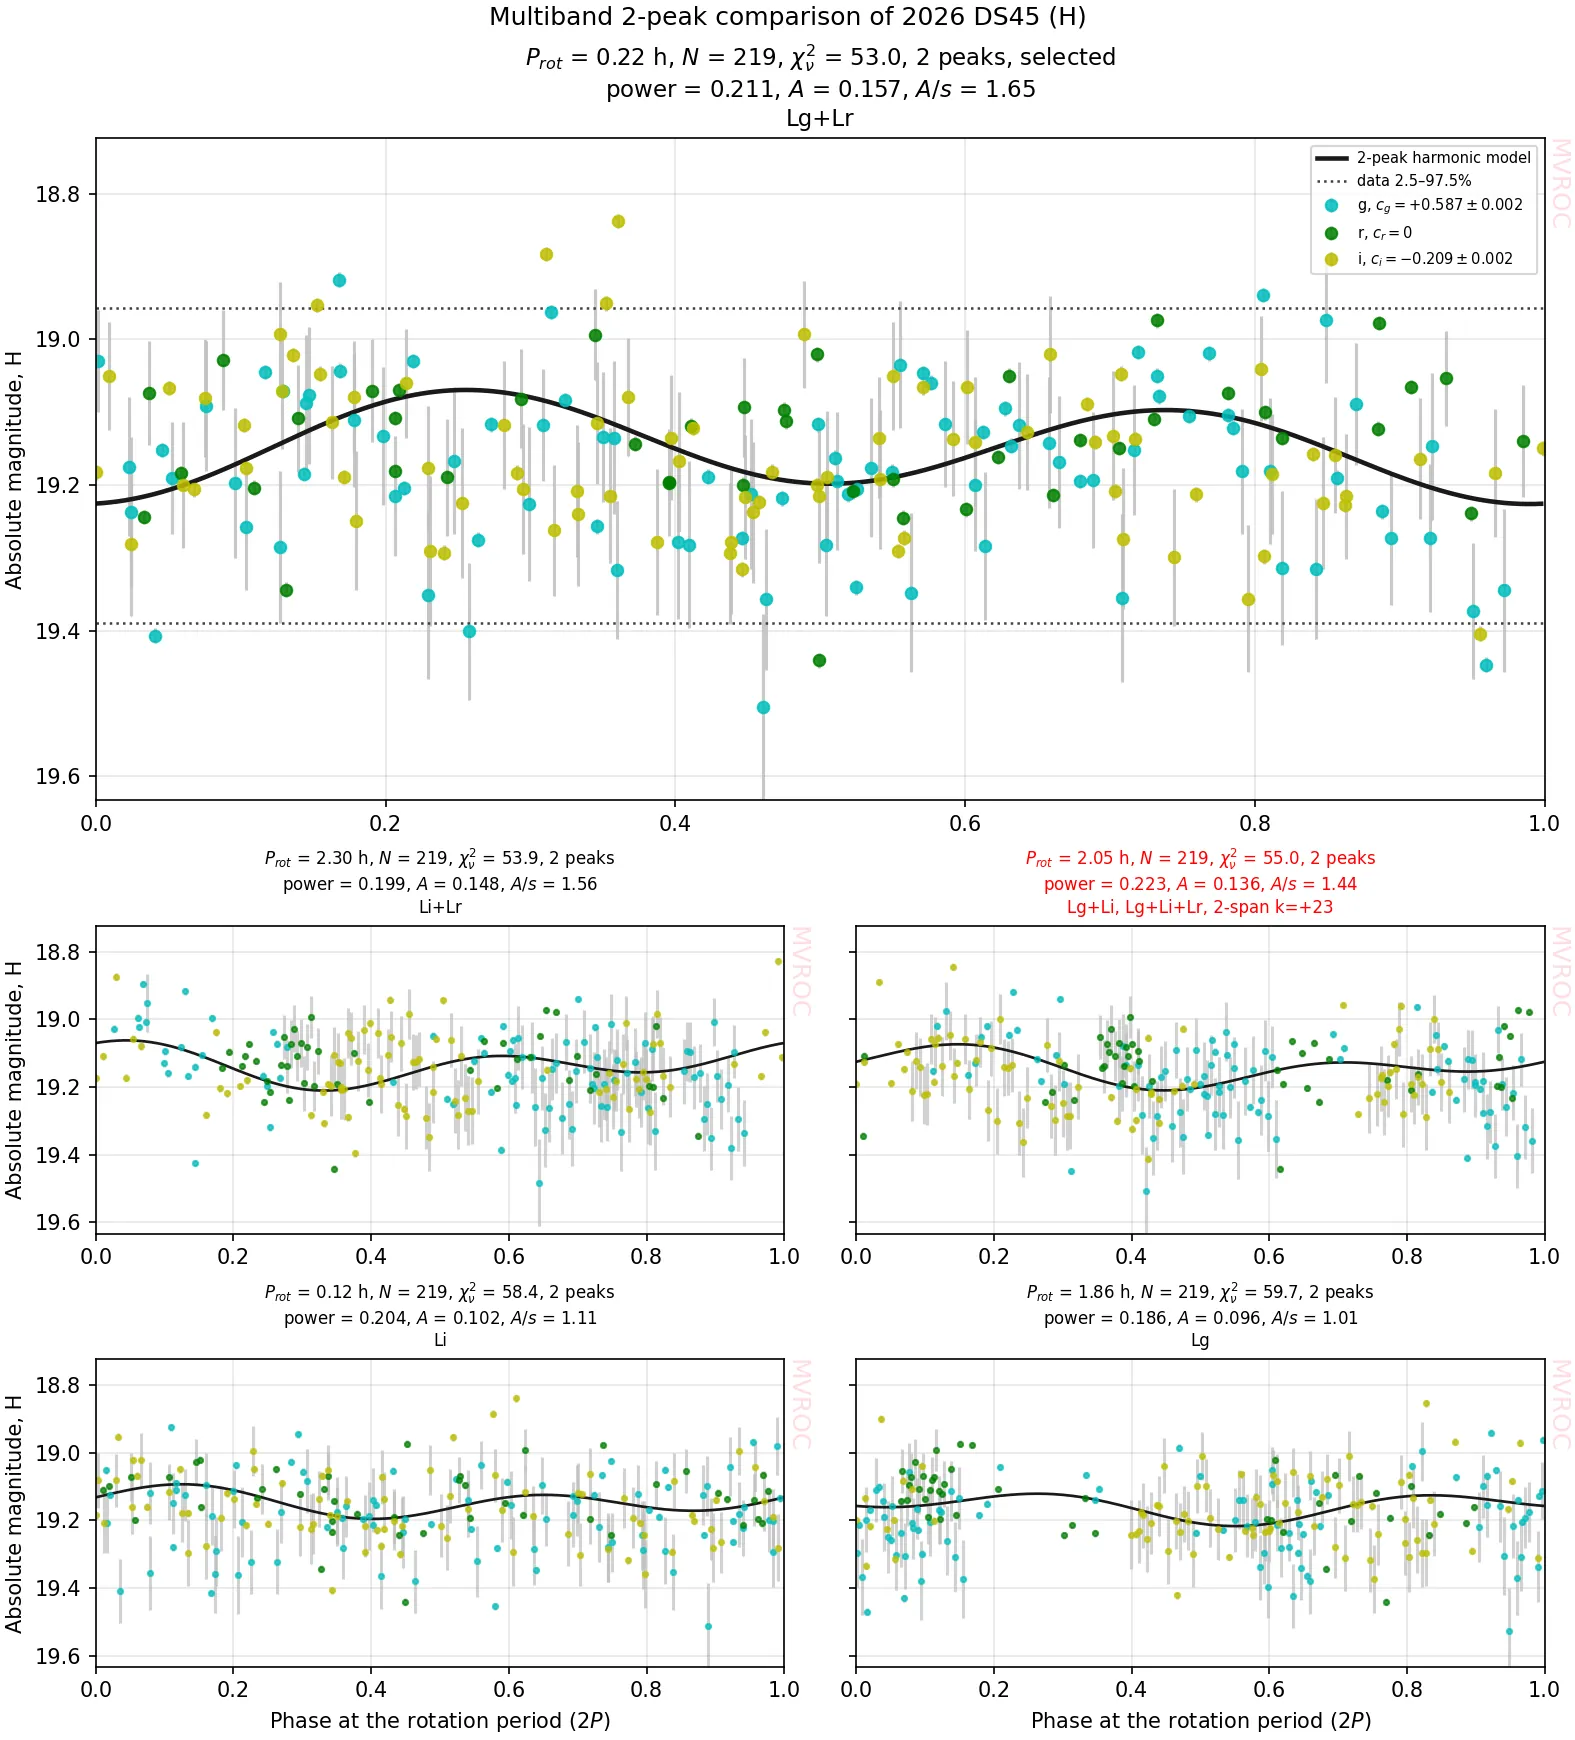 Multiband 2-peak comparison of 2026 DS45 (H)
P_rot = 0.22 h, N = 219, χ²_ν = 53.0, 2 peaks, selected
power = 0.211, A = 0.157, A/s = 1.65
Lg+Lr
Absolute magnitude, H
18.8
19.0
19.2
19.4
19.6
0.0 0.2 0.4 0.6 0.8 1.0
2-peak harmonic model
data 2.5–97.5%
g, c_g = +0.587 ± 0.002
r, c_r = 0
i, c_i = −0.209 ± 0.002
MVROC
P_rot = 2.30 h, N = 219, χ²_ν = 53.9, 2 peaks
power = 0.199, A = 0.148, A/s = 1.56
Li+Lr
Absolute magnitude, H
18.8
19.0
19.2
19.4
19.6
0.0 0.2 0.4 0.6 0.8 1.0
MVROC
P_rot = 2.05 h, N = 219, χ²_ν = 55.0, 2 peaks
power = 0.223, A = 0.136, A/s = 1.44
Lg+Li, Lg+Li+Lr, 2-span k=+23
0.0 0.2 0.4 0.6 0.8 1.0
MVROC
P_rot = 0.12 h, N = 219, χ²_ν = 58.4, 2 peaks
power = 0.204, A = 0.102, A/s = 1.11
Li
Absolute magnitude, H
18.8
19.0
19.2
19.4
19.6
0.0 0.2 0.4 0.6 0.8 1.0
Phase at the rotation period (2P)
MVROC
P_rot = 1.86 h, N = 219, χ²_ν = 59.7, 2 peaks
power = 0.186, A = 0.096, A/s = 1.01
Lg
0.0 0.2 0.4 0.6 0.8 1.0
Phase at the rotation period (2P)
MVROC